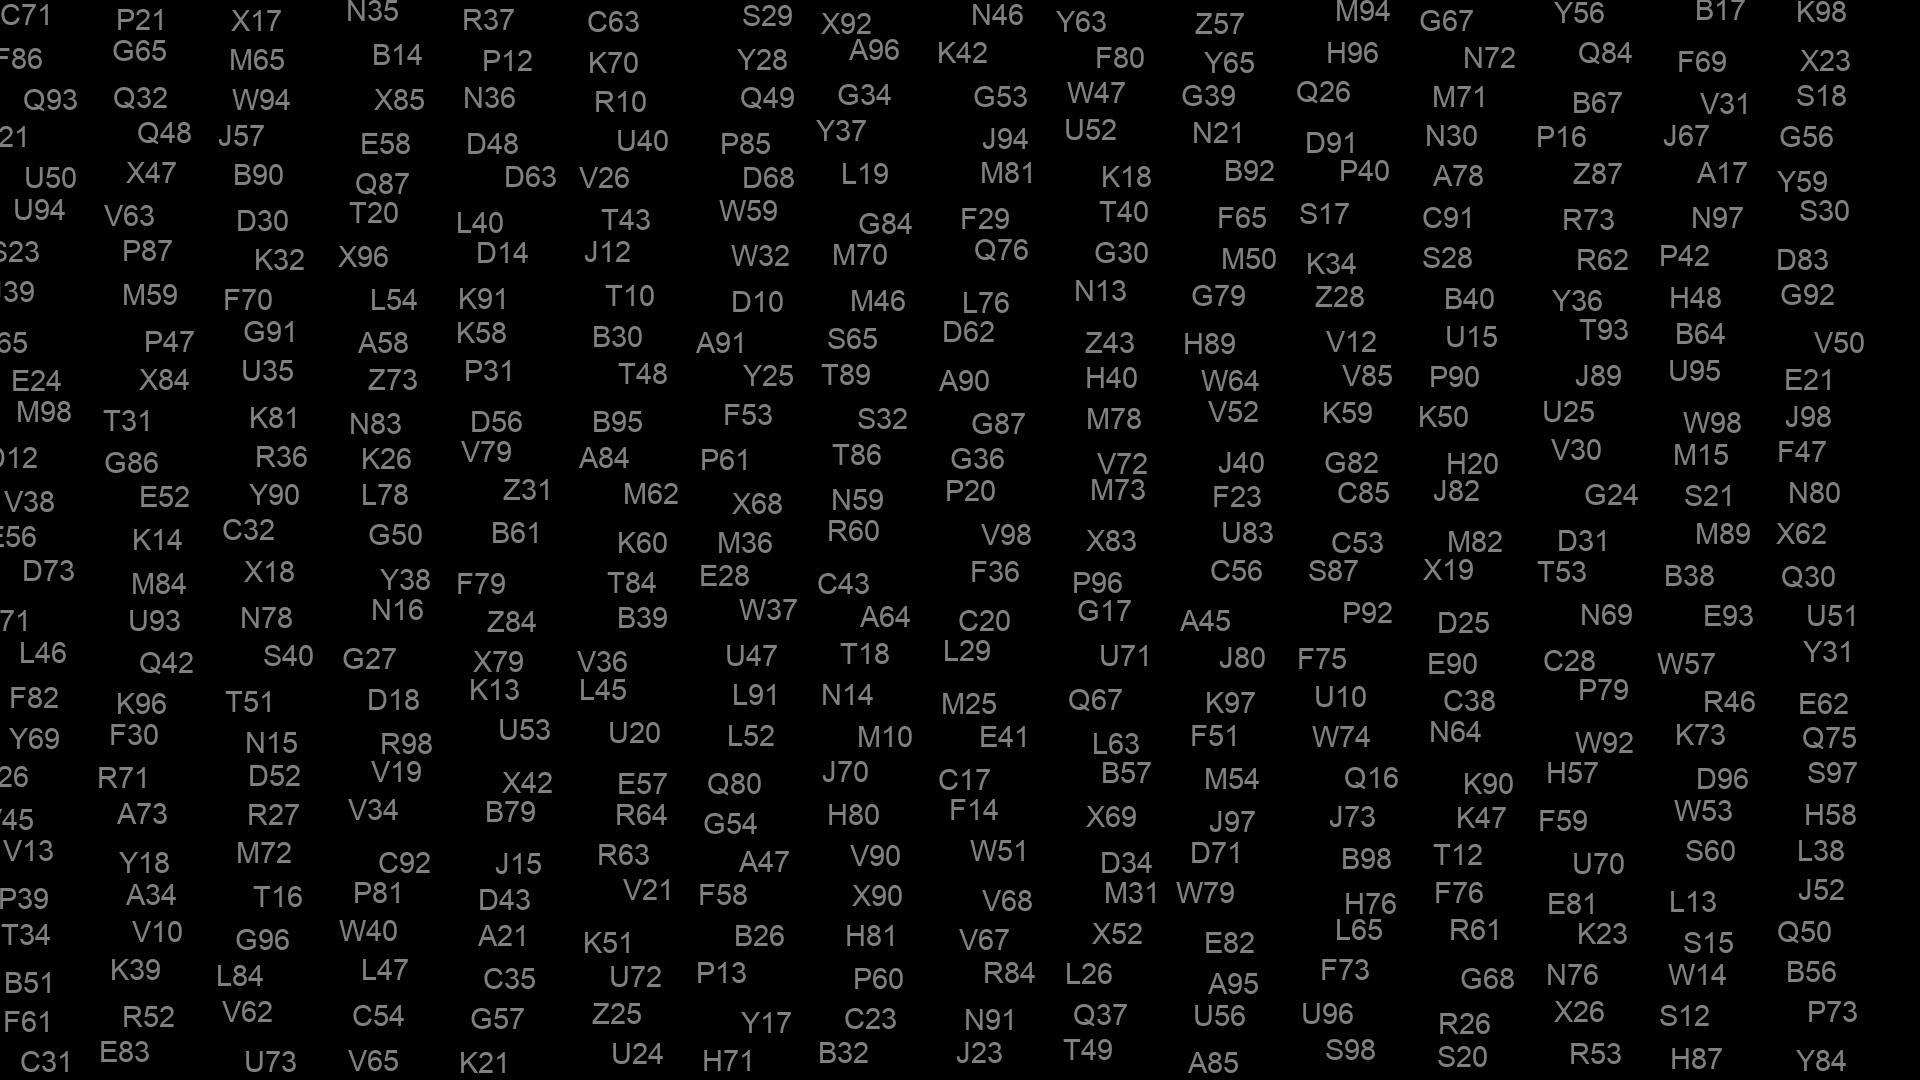 C71 P21 X17 N35 R37 C63 S29 X92 N46 Y63 Z57 M94 G67 Y56 B17 K98
F86 G65 M65 B14 P12 K70 Y28 A96 K42 F80 Y65 H96 N72 Q84 F69 X23
Q93 Q32 W94 X85 N36 R10 Q49 G34 G53 W47 G39 Q26 M71 B67 V31 S18
21 Q48 J57 E58 D48 U40 P85 Y37 J94 U52 N21 D91 N30 P16 J67 G56
U50 X47 B90 Q87 D63 V26 D68 L19 M81 K18 B92 P40 A78 Z87 A17 Y59
U94 V63 D30 T20 L40 T43 W59 G84 F29 T40 F65 S17 C91 R73 N97 S30
S23 P87 K32 X96 D14 J12 W32 M70 Q76 G30 M50 K34 S28 R62 P42 D83
39 M59 F70 L54 K91 T10 D10 M46 L76 N13 G79 Z28 B40 Y36 H48 G92
65 P47 G91 A58 K58 B30 A91 S65 D62 Z43 H89 V12 U15 T93 B64 V50
E24 X84 U35 Z73 P31 T48 Y25 T89 A90 H40 W64 V85 P90 J89 U95 E21
M98 T31 K81 N83 D56 B95 F53 S32 G87 M78 V52 K59 K50 U25 W98 J98
12 G86 R36 K26 V79 A84 P61 T86 G36 V72 J40 G82 H20 V30 M15 F47
V38 E52 Y90 L78 Z31 M62 X68 N59 P20 M73 F23 C85 J82 G24 S21 N80
E56 K14 C32 G50 B61 K60 M36 R60 V98 X83 U83 C53 M82 D31 M89 X62
D73 M84 X18 Y38 F79 T84 E28 C43 F36 P96 C56 S87 X19 T53 B38 Q30
71 U93 N78 N16 Z84 B39 W37 A64 C20 G17 A45 P92 D25 N69 E93 U51
L46 Q42 S40 G27 X79 V36 U47 T18 L29 U71 J80 F75 E90 C28 W57 Y31
F82 K96 T51 D18 K13 L45 L91 N14 M25 Q67 K97 U10 C38 P79 R46 E62
Y69 F30 N15 R98 U53 U20 L52 M10 E41 L63 F51 W74 N64 W92 K73 Q75
26 R71 D52 V19 X42 E57 Q80 J70 C17 B57 M54 Q16 K90 H57 D96 S97
45 A73 R27 V34 B79 R64 G54 H80 F14 X69 J97 J73 K47 F59 W53 H58
V13 Y18 M72 C92 J15 R63 A47 V90 W51 D34 D71 B98 T12 U70 S60 L38
P39 A34 T16 P81 D43 V21 F58 X90 V68 M31 W79 H76 F76 E81 L13 J52
T34 V10 G96 W40 A21 K51 B26 H81 V67 X52 E82 L65 R61 K23 S15 Q50
B51 K39 L84 L47 C35 U72 P13 P60 R84 L26 A95 F73 G68 N76 W14 B56
F61 R52 V62 C54 G57 Z25 Y17 C23 N91 Q37 U56 U96 R26 X26 S12 P73
C31 E83 U73 V65 K21 U24 H71 B32 J23 T49 A85 S98 S20 R53 H87 Y84